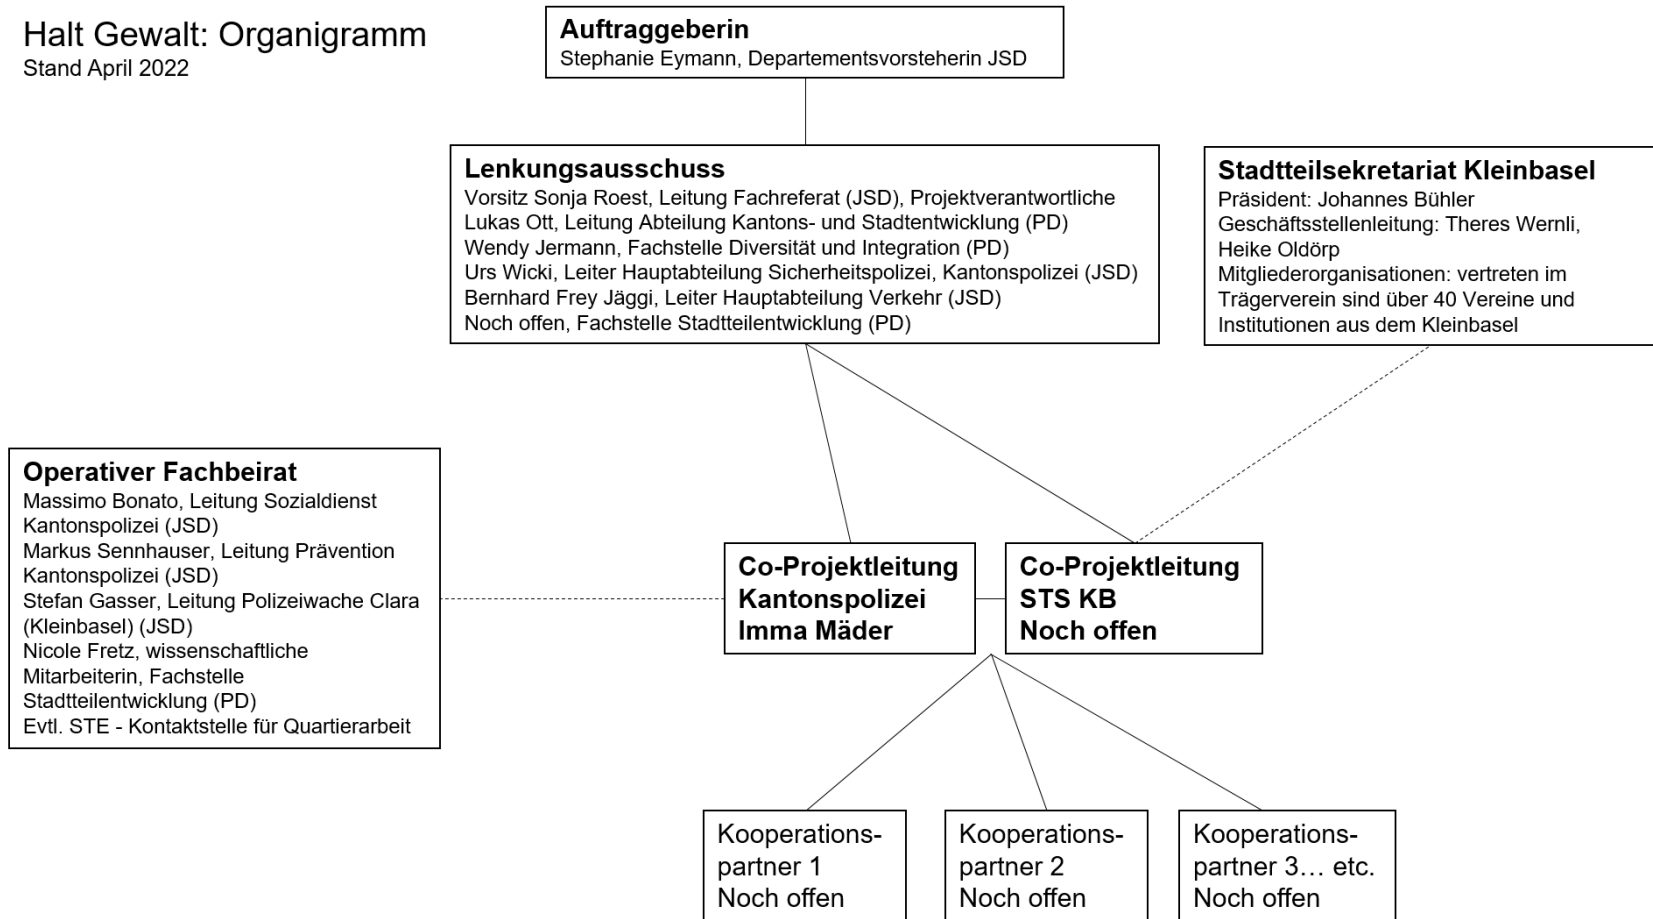 Halt Gewalt: Organigramm
Stand April 2022
Auftraggeberin
Stephanie Eymann, Departementsvorsteherin JSD
Lenkungsausschuss
Vorsitz Sonja Roest, Leitung Fachreferat (JSD), Projektverantwortliche
Lukas Ott, Leitung Abteilung Kantons- und Stadtentwicklung (PD)
Wendy Jermann, Fachstelle Diversität und Integration (PD)
Urs Wicki, Leiter Hauptabteilung Sicherheitspolizei, Kantonspolizei (JSD)
Bernhard Frey Jäggi, Leiter Hauptabteilung Verkehr (JSD)
Noch offen, Fachstelle Stadtteilentwicklung (PD)
Stadtteilsekretariat Kleinbasel
Präsident: Johannes Bühler
Geschäftsstellenleitung: Theres Wernli,
Heike Oldörp
Mitgliederorganisationen: vertreten im
Trägerverein sind über 40 Vereine und
Institutionen aus dem Kleinbasel
Operativer Fachbeirat
Massimo Bonato, Leitung Sozialdienst
Kantonspolizei (JSD)
Markus Sennhauser, Leitung Prävention
Kantonspolizei (JSD)
Stefan Gasser, Leitung Polizeiwache Clara
(Kleinbasel) (JSD)
Nicole Fretz, wissenschaftliche
Mitarbeiterin, Fachstelle
Stadtteilentwicklung (PD)
Evtl. STE - Kontaktstelle für Quartierarbeit
Co-Projektleitung
Kantonspolizei
Imma Mäder
Co-Projektleitung
STS KB
Noch offen
Kooperations-
partner 1
Noch offen
Kooperations-
partner 2
Noch offen
Kooperations-
partner 3… etc.
Noch offen